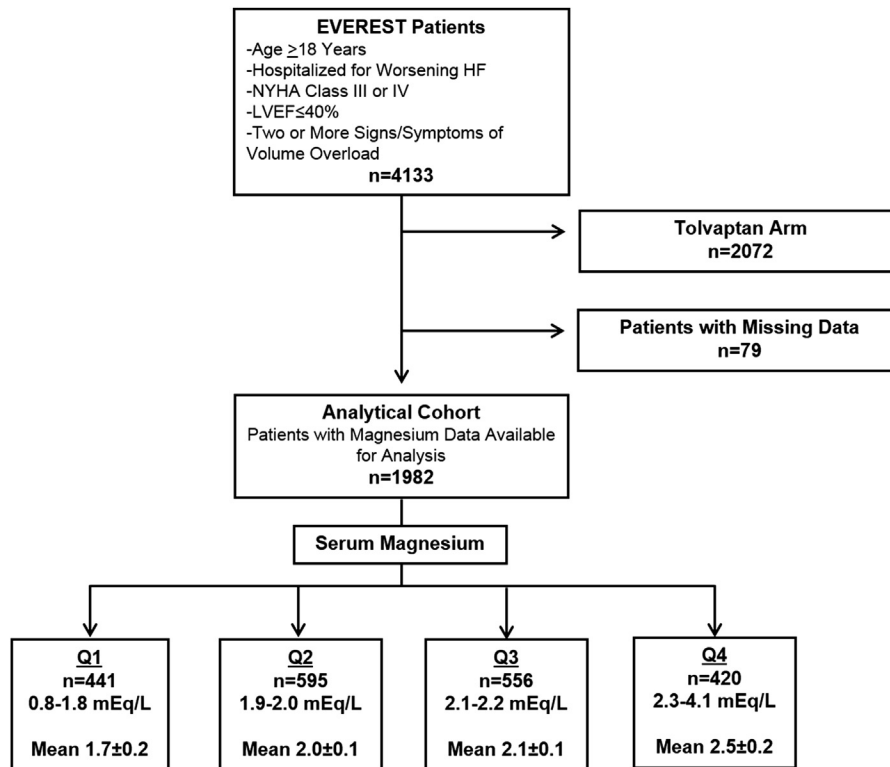 EVEREST Patients
-Age ≥18 Years
-Hospitalized for Worsening HF
-NYHA Class III or IV
-LVEF≤40%
-Two or More Signs/Symptoms of
Volume Overload
n=4133
Tolvaptan Arm
n=2072
Patients with Missing Data
n=79
Analytical Cohort
Patients with Magnesium Data Available
for Analysis
n=1982
Serum Magnesium
Q1
n=441
0.8-1.8 mEq/L
Mean 1.7±0.2
Q2
n=595
1.9-2.0 mEq/L
Mean 2.0±0.1
Q3
n=556
2.1-2.2 mEq/L
Mean 2.1±0.1
Q4
n=420
2.3-4.1 mEq/L
Mean 2.5±0.2